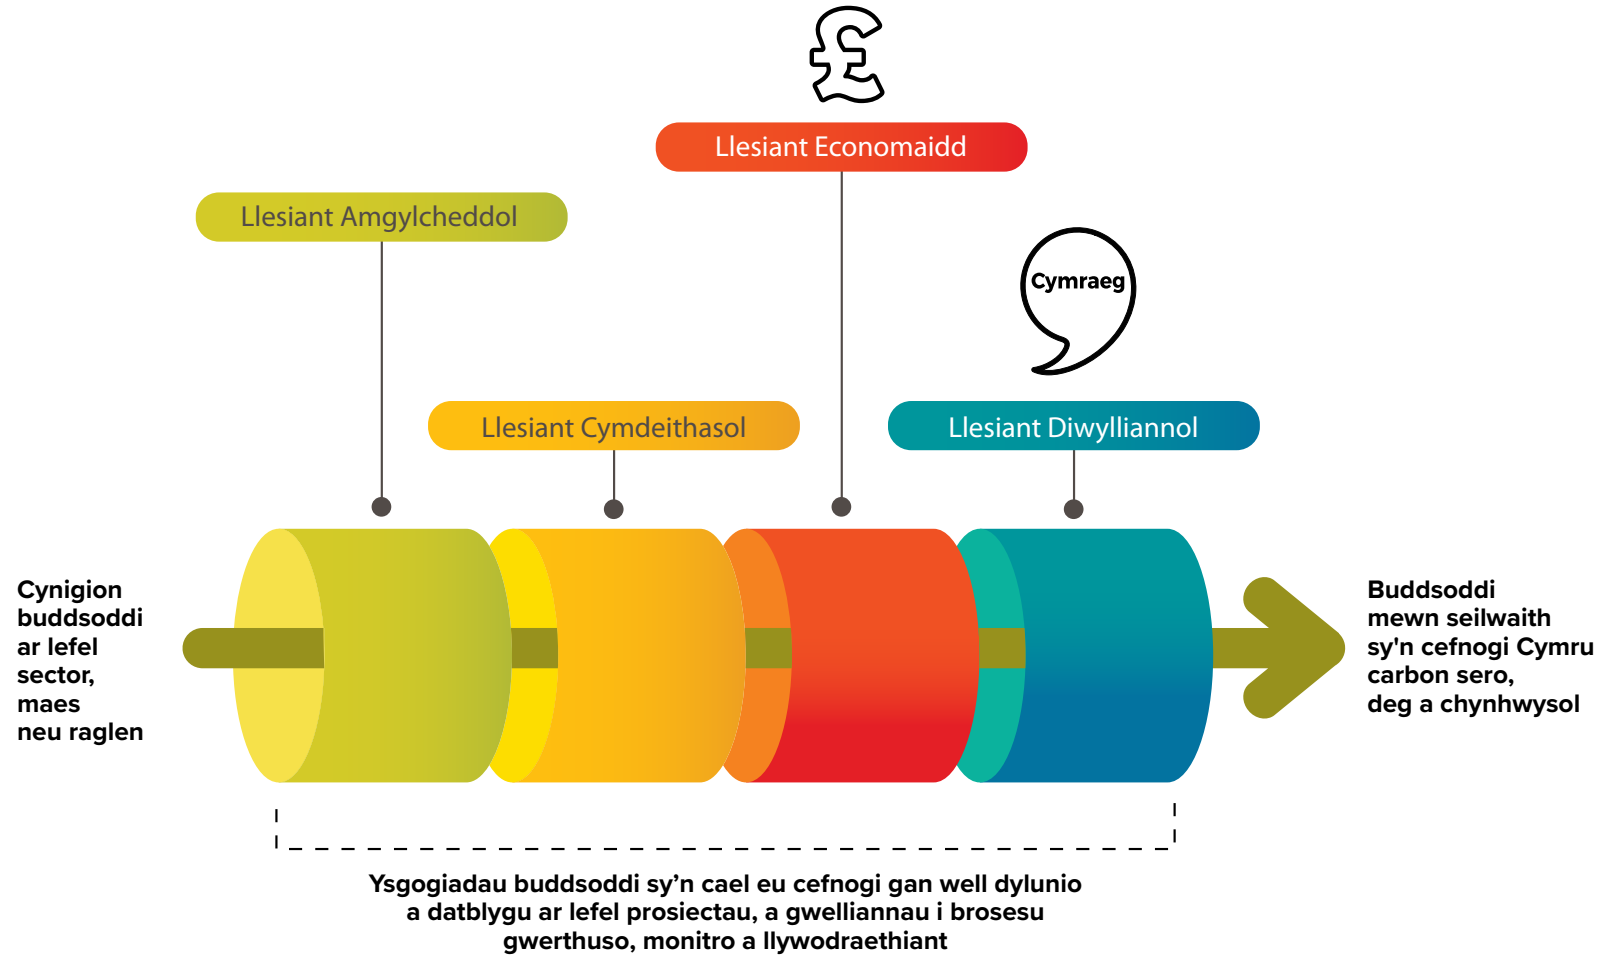 £
Llesiant Economaidd
Llesiant Amgylcheddol
Cymraeg
Llesiant Cymdeithasol
Llesiant Diwylliannol
Cynigion
buddsoddi
ar lefel
sector,
maes
neu raglen
Buddsoddi
mewn seilwaith
sy'n cefnogi Cymru
carbon sero,
deg a chynhwysol
Ysgogiadau buddsoddi sy’n cael eu cefnogi gan well dylunio
a datblygu ar lefel prosiectau, a gwelliannau i brosesu
gwerthuso, monitro a llywodraethiant